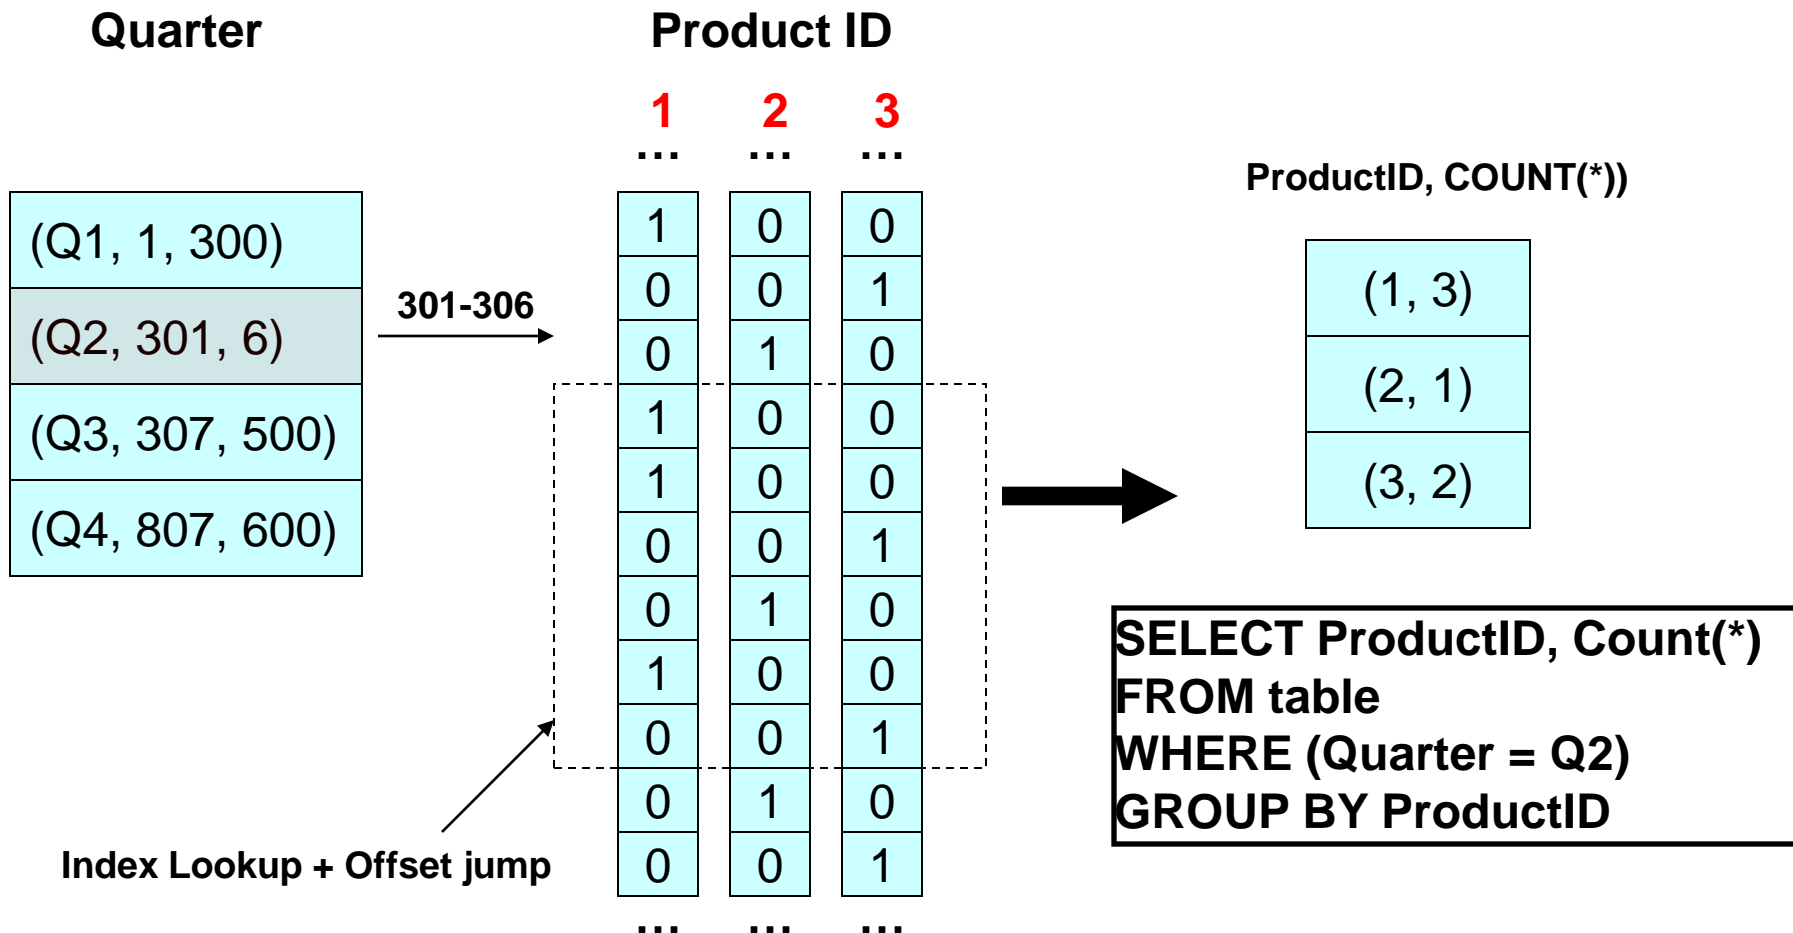 Quarter
Product ID
1 2 3
... ... ...
ProductID, COUNT(*))
(Q1, 1, 300)
(Q2, 301, 6)
(Q3, 307, 500)
(Q4, 807, 600)
301-306
1 0 0
0 0 1
0 1 0
1 0 0
1 0 0
0 0 1
0 1 0
1 0 0
0 0 1
0 1 0
0 0 1
... ... ...
Index Lookup + Offset jump
(1, 3)
(2, 1)
(3, 2)
SELECT ProductID, Count(*)
FROM table
WHERE (Quarter = Q2)
GROUP BY ProductID